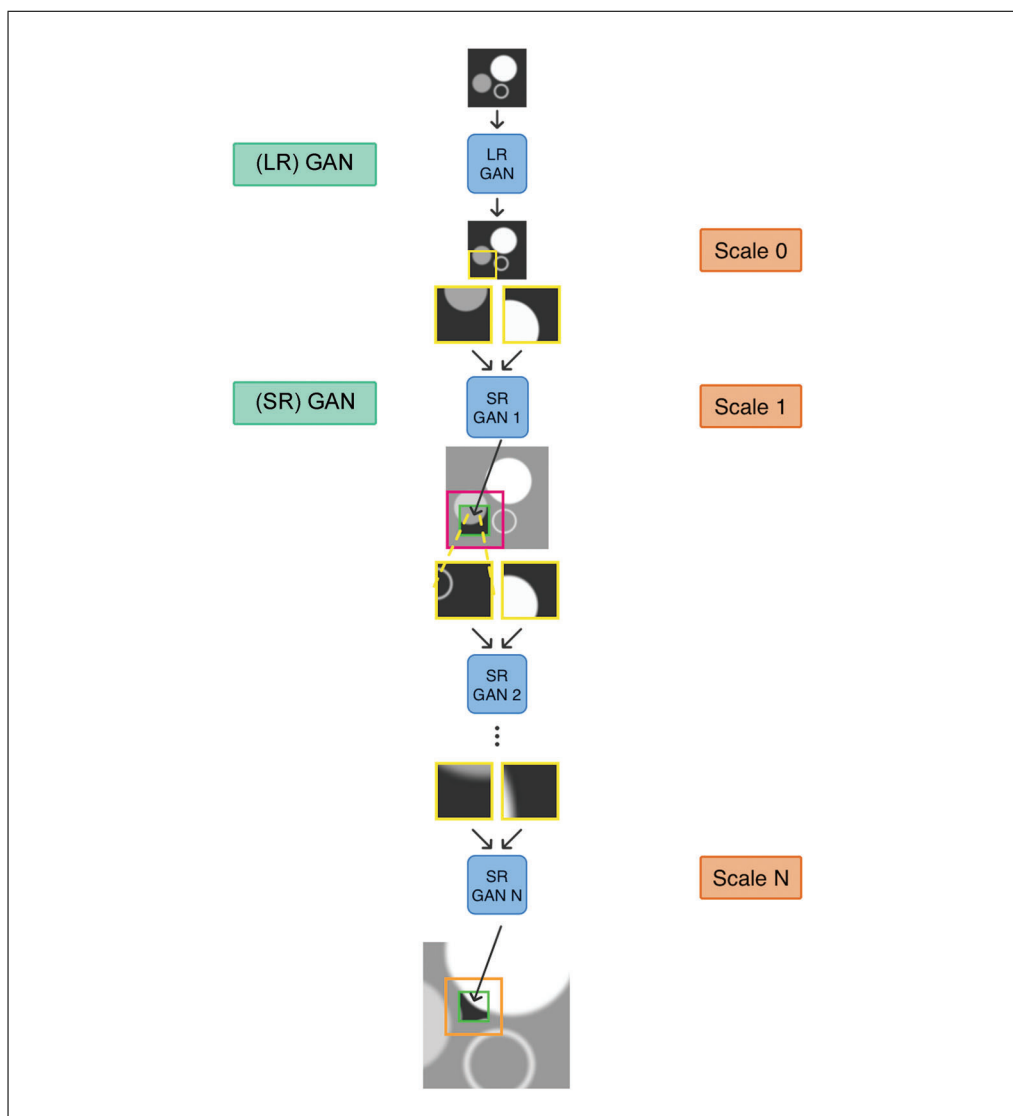 (LR) GAN
LR
GAN
Scale 0
(SR) GAN
SR
GAN 1
Scale 1
SR
GAN 2
SR
GAN N
Scale N